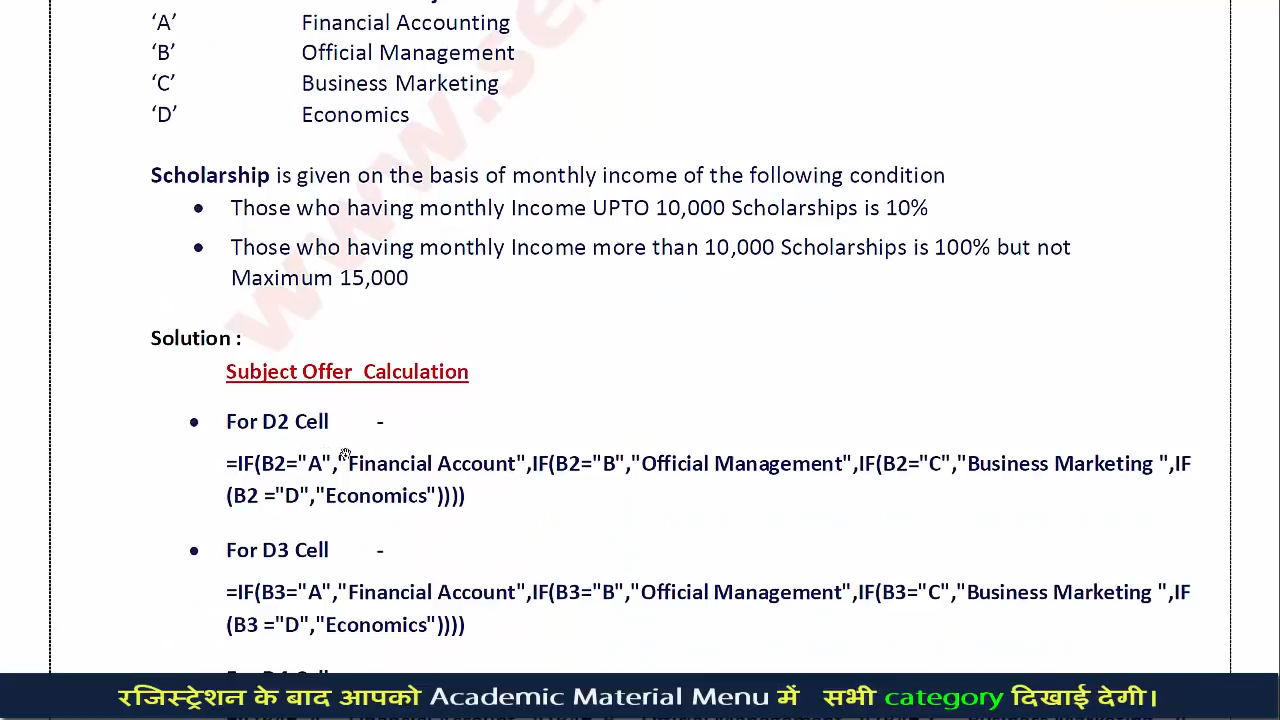 ‘A’ Financial Accounting
‘B’ Official Management
‘C’ Business Marketing
‘D’ Economics
Scholarship is given on the basis of monthly income of the following condition
• Those who having monthly Income UPTO 10,000 Scholarships is 10%
• Those who having monthly Income more than 10,000 Scholarships is 100% but not
Maximum 15,000
Solution :
Subject Offer Calculation
• For D2 Cell -
=IF(B2="A","Financial Account",IF(B2="B","Official Management",IF(B2="C","Business Marketing ",IF
(B2 ="D","Economics"))))
• For D3 Cell -
=IF(B3="A","Financial Account",IF(B3="B","Official Management",IF(B3="C","Business Marketing ",IF
(B3 ="D","Economics"))))
www.se
रजिस्ट्रेशन के बाद आपको Academic Material Menu में सभी category दिखाई देगी।